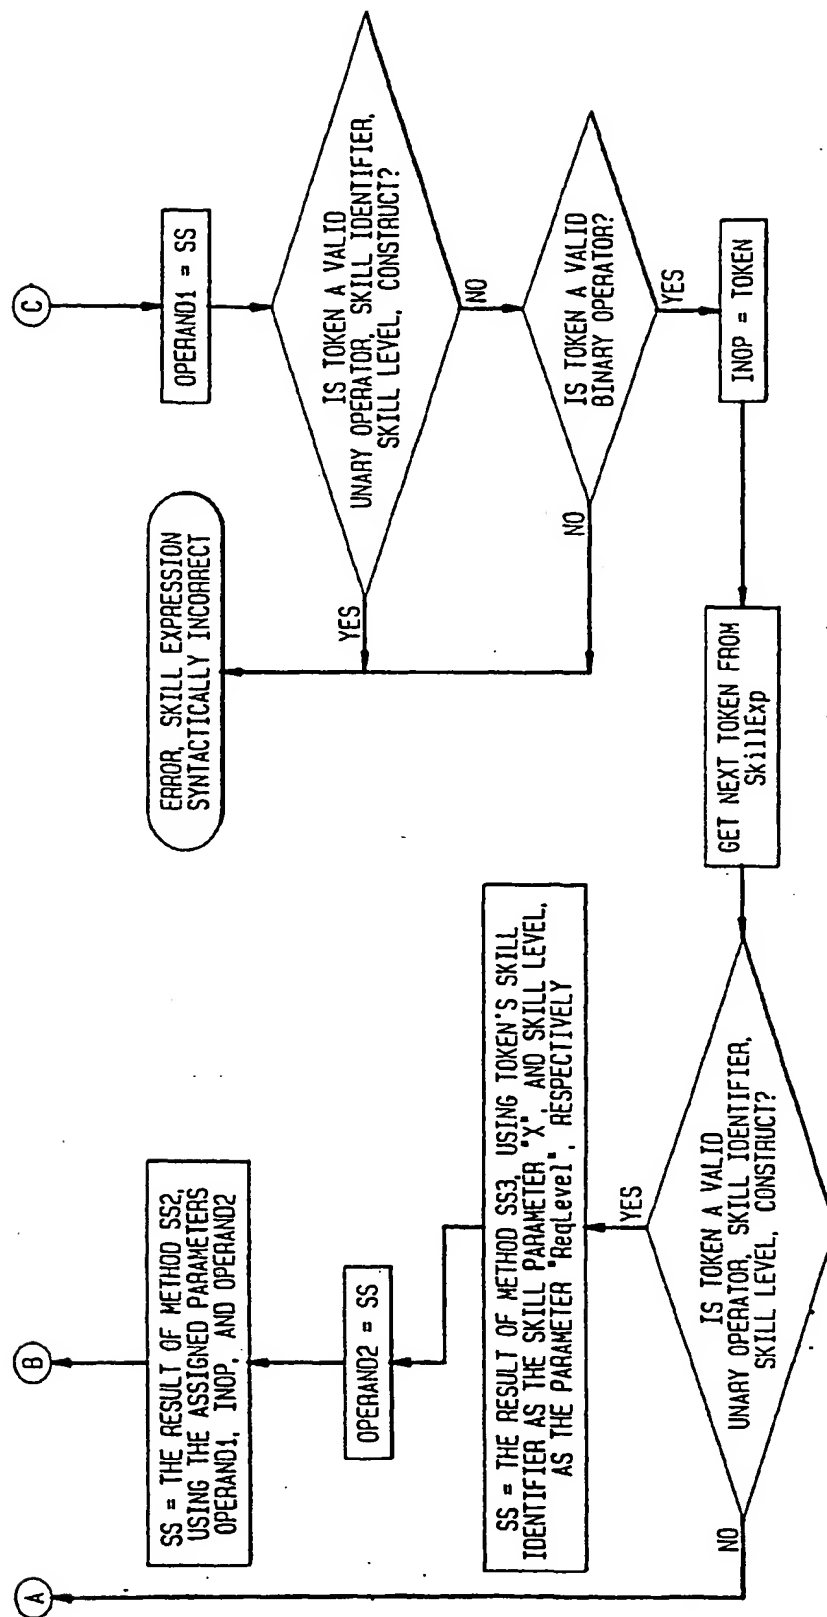 C
OPERAND1 = SS
IS TOKEN A VALID
UNARY OPERATOR, SKILL IDENTIFIER,
SKILL LEVEL, CONSTRUCT?
YES
NO
ERROR, SKILL EXPRESSION
SYNTACTICALLY INCORRECT
IS TOKEN A VALID
BINARY OPERATOR?
NO
YES
INOP = TOKEN
GET NEXT TOKEN FROM
SkillExp
IS TOKEN A VALID
UNARY OPERATOR, SKILL IDENTIFIER,
SKILL LEVEL, CONSTRUCT?
YES
NO
SS = THE RESULT OF METHOD SS3, USING TOKEN'S SKILL
IDENTIFIER AS THE SKILL PARAMETER "X", AND SKILL LEVEL,
AS THE PARAMETER "ReqLevel", RESPECTIVELY
OPERAND2 = SS
SS = THE RESULT OF METHOD SS2,
USING THE ASSIGNED PARAMETERS
OPERAND1, INOP, AND OPERAND2
B
A